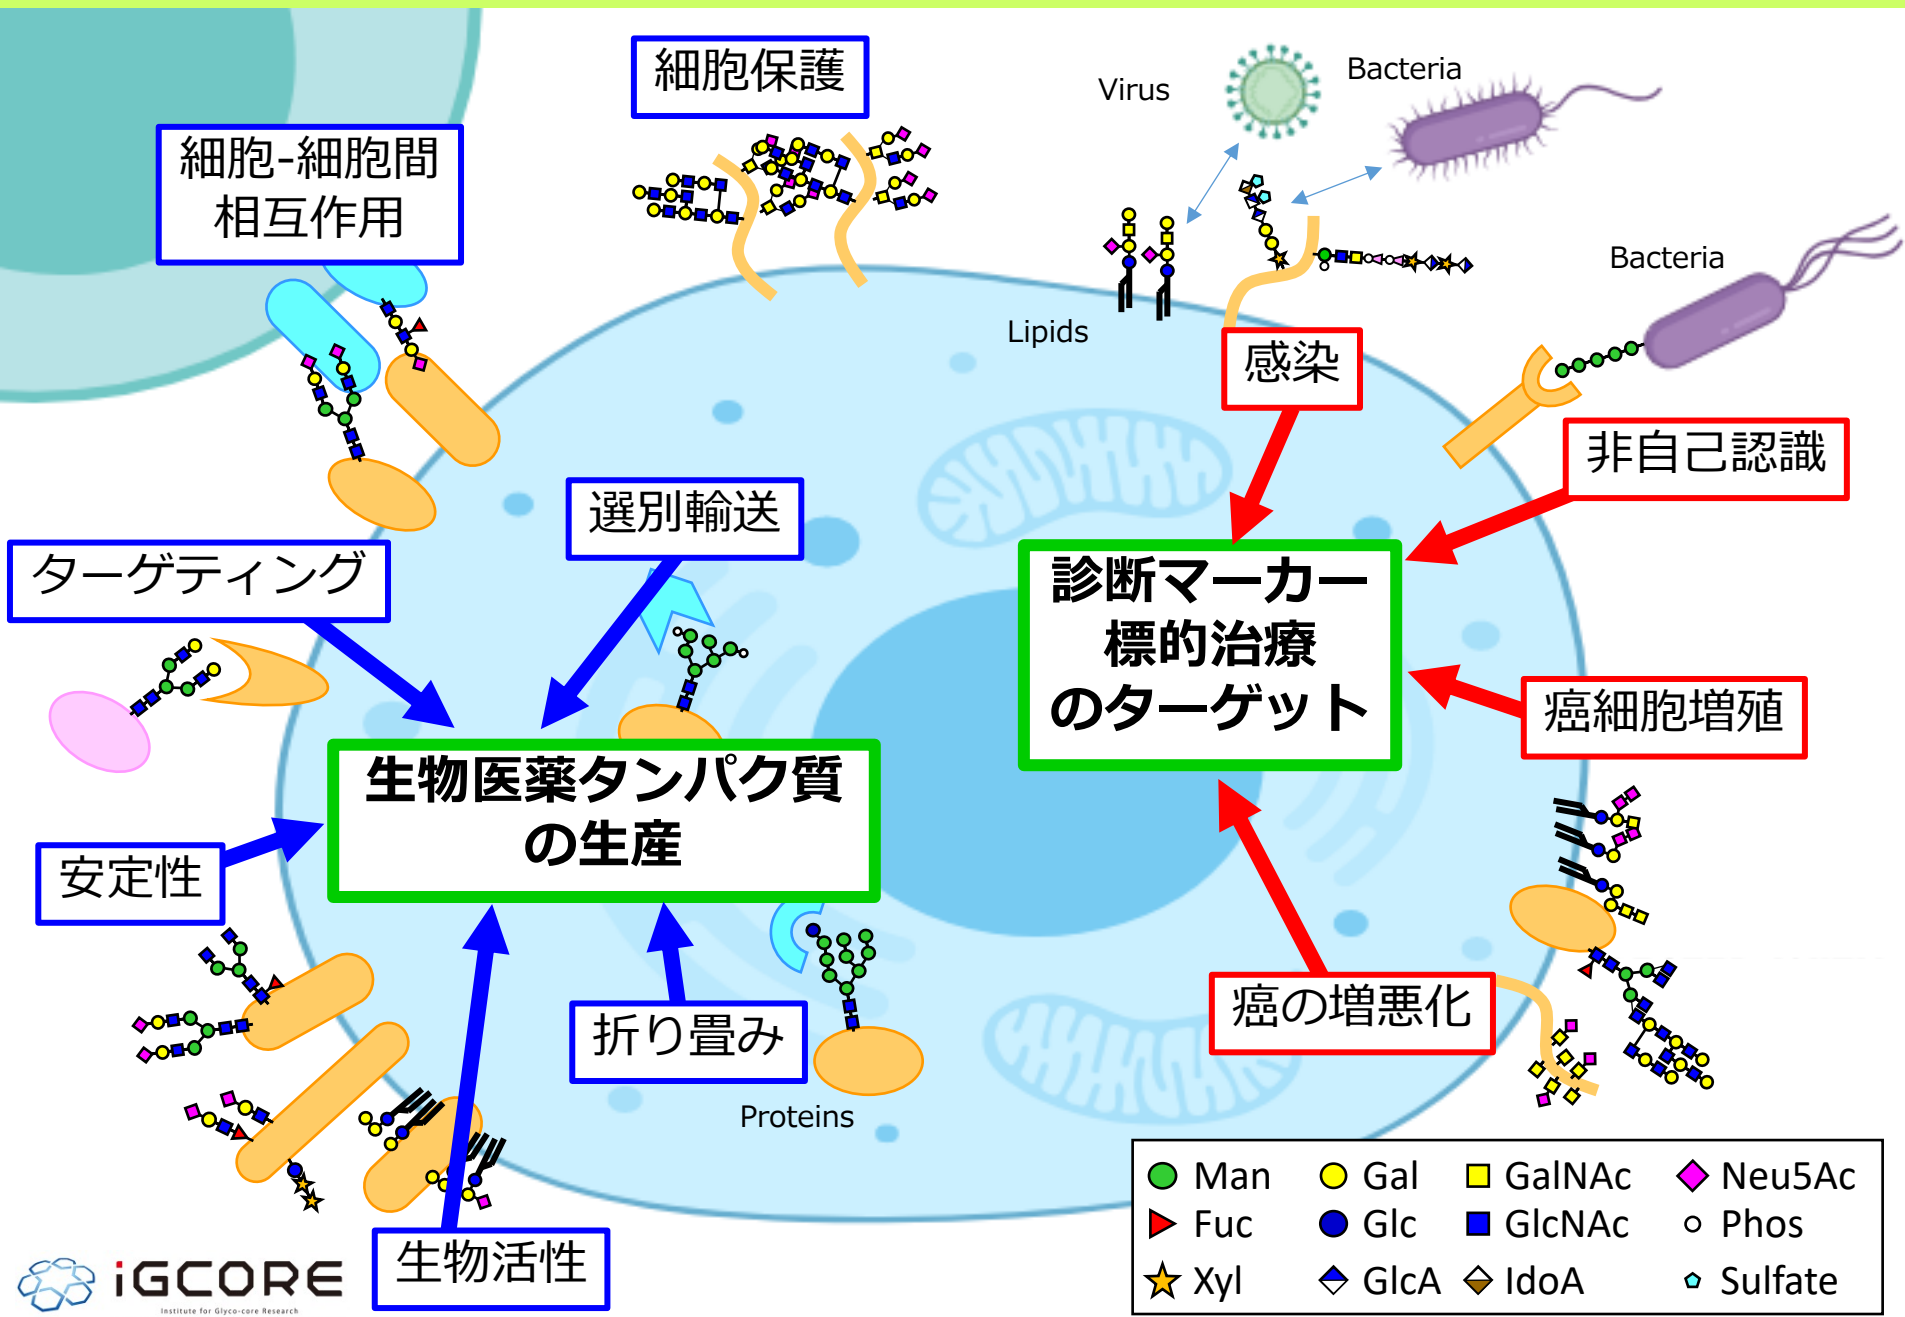 細胞保護
Virus
Bacteria
細胞-細胞間
相互作用
Bacteria
Lipids
感染
非自己認識
選別輸送
ターゲティング
診断マーカー
標的治療
のターゲット
癌細胞増殖
生物医薬タンパク質
の生産
安定性
癌の増悪化
折り畳み
Proteins
生物活性
Man
Gal
GalNAc
Neu5Ac
Fuc
Glc
GlcNAc
Phos
Xyl
GlcA
IdoA
Sulfate
iGCORE
Institute for Glyco-core Research